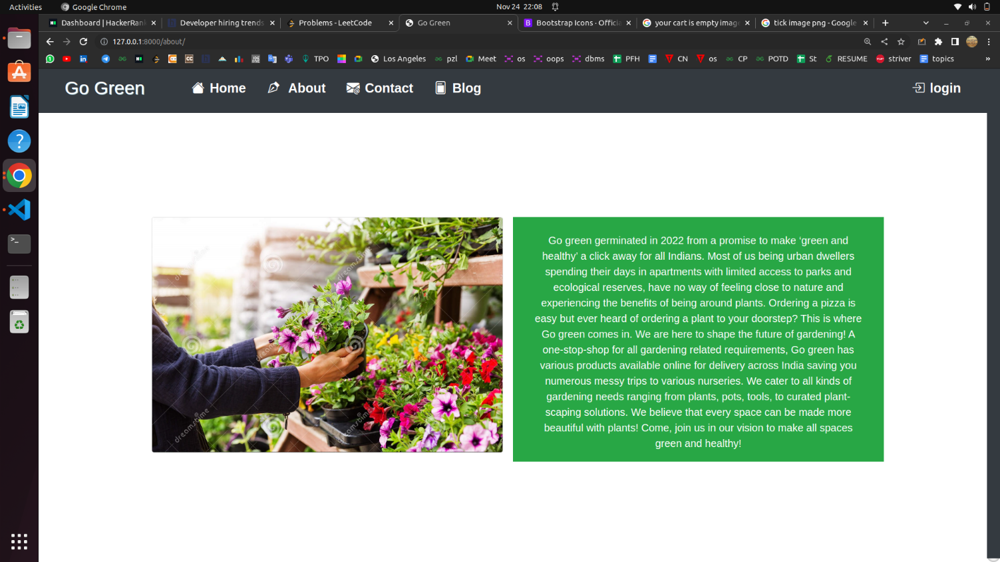 Activities Google Chrome Nov 24 22:08
Dashboard | HackerRank Developer hiring trends Problems - LeetCode Go Green Bootstrap Icons · Officia your cart is empty image tick image png - Google
127.0.0.1:8000/about/
TPO Los Angeles pzl Meet os oops dbms PFH CN os CP POTD St RESUME striver topics »
Go Green Home About Contact Blog login
Go green germinated in 2022 from a promise to make ‘green and
healthy’ a click away for all Indians. Most of us being urban dwellers
spending their days in apartments with limited access to parks and
ecological reserves, have no way of feeling close to nature and
experiencing the benefits of being around plants. Ordering a pizza is
easy but ever heard of ordering a plant to your doorstep? This is where
Go green comes in. We are here to shape the future of gardening! A
one-stop-shop for all gardening related requirements, Go green has
various products available online for delivery across India saving you
numerous messy trips to various nurseries. We cater to all kinds of
gardening needs ranging from plants, pots, tools, to curated plant-
scaping solutions. We believe that every space can be made more
beautiful with plants! Come, join us in our vision to make all spaces
green and healthy!
dreamstime
dreamstime